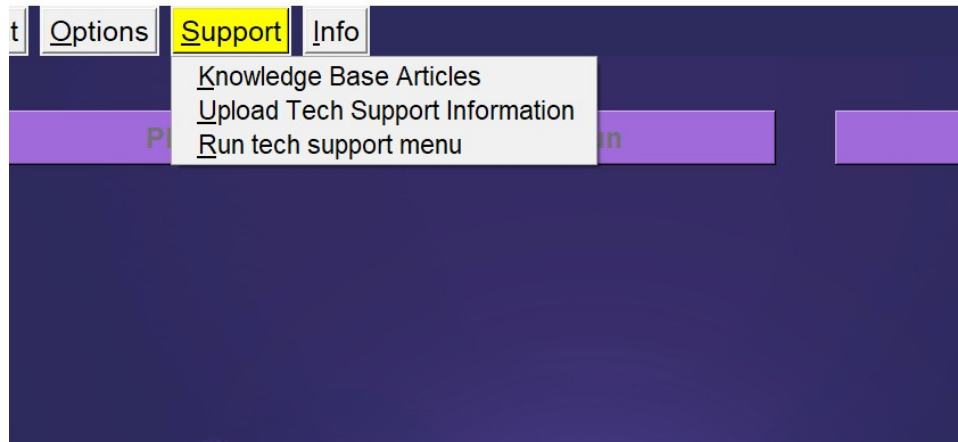 t Options Support Info
Knowledge Base Articles
Upload Tech Support Information
Run tech support menu